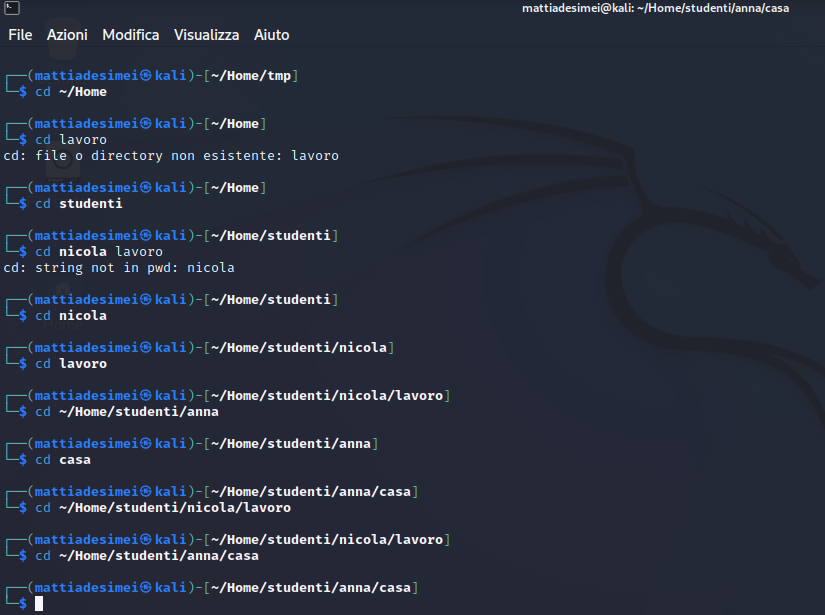 mattiadesimei@kali: ~/Home/studenti/anna/casa
File Azioni Modifica Visualizza Aiuto
┌──(mattiadesimei㉿kali)-[~/Home/tmp]
└─$ cd ~/Home
┌──(mattiadesimei㉿kali)-[~/Home]
└─$ cd lavoro
cd: file o directory non esistente: lavoro
┌──(mattiadesimei㉿kali)-[~/Home]
└─$ cd studenti
┌──(mattiadesimei㉿kali)-[~/Home/studenti]
└─$ cd nicola lavoro
cd: string not in pwd: nicola
┌──(mattiadesimei㉿kali)-[~/Home/studenti]
└─$ cd nicola
┌──(mattiadesimei㉿kali)-[~/Home/studenti/nicola]
└─$ cd lavoro
┌──(mattiadesimei㉿kali)-[~/Home/studenti/nicola/lavoro]
└─$ cd ~/Home/studenti/anna
┌──(mattiadesimei㉿kali)-[~/Home/studenti/anna]
└─$ cd casa
┌──(mattiadesimei㉿kali)-[~/Home/studenti/anna/casa]
└─$ cd ~/Home/studenti/nicola/lavoro
┌──(mattiadesimei㉿kali)-[~/Home/studenti/nicola/lavoro]
└─$ cd ~/Home/studenti/anna/casa
┌──(mattiadesimei㉿kali)-[~/Home/studenti/anna/casa]
└─$